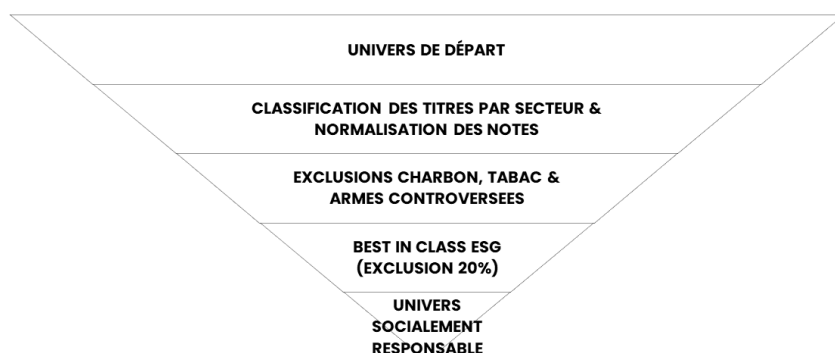 UNIVERS DE DÉPART
CLASSIFICATION DES TITRES PAR SECTEUR &
NORMALISATION DES NOTES
EXCLUSIONS CHARBON, TABAC &
ARMES CONTROVERSEES
BEST IN CLASS ESG
(EXCLUSION 20%)
UNIVERS
SOCIALEMENT
RESPONSABLE